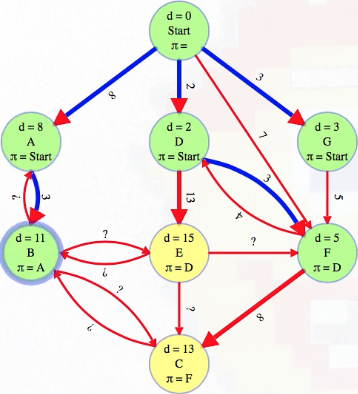 d = 0
Start
π =
8
2
3
7
d = 8
A
π = Start
d = 2
D
π = Start
d = 3
G
π = Start
?
3
13
3
4
5
d = 11
B
π = A
?
?
d = 15
E
π = D
?
d = 5
F
π = D
?
?
?
8
d = 13
C
π = F